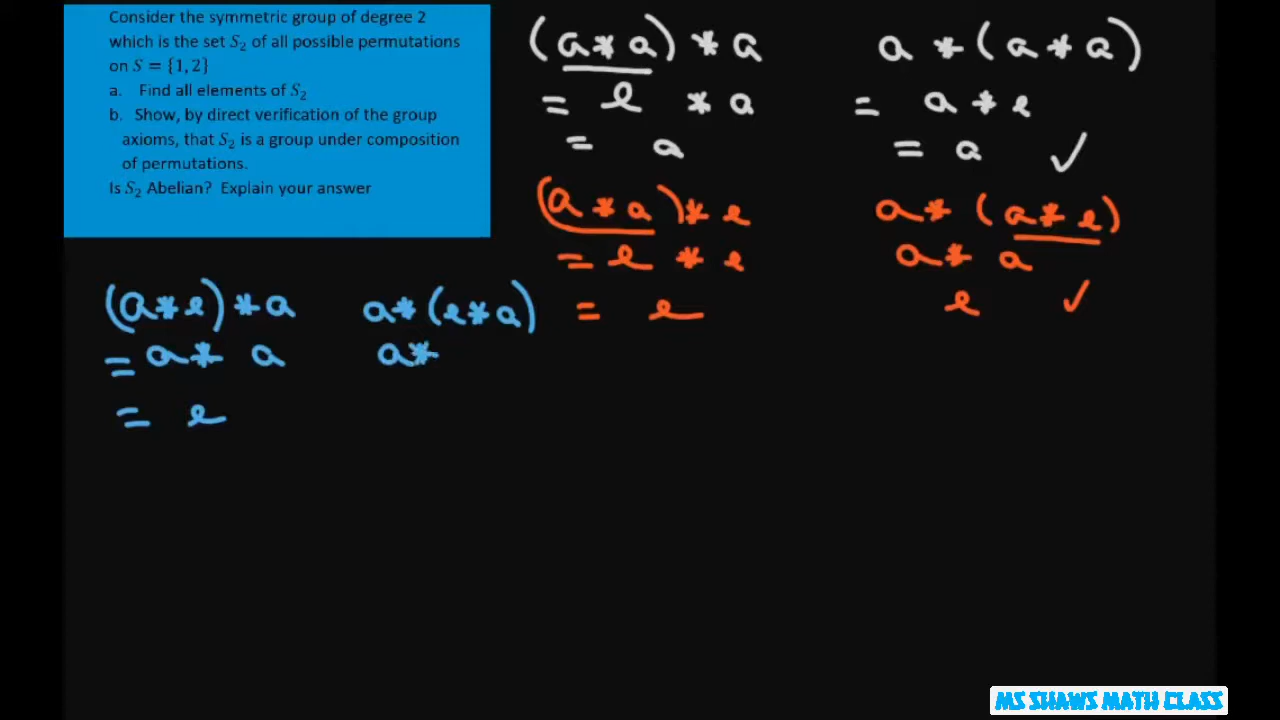 Consider the symmetric group of degree 2
which is the set S₂ of all possible permutations
on S = {1, 2}
a. Find all elements of S₂
b. Show, by direct verification of the group
axioms, that S₂ is a group under composition
of permutations.
Is S₂ Abelian? Explain your answer
(a * a) * a
= e * a
= a
a * (a * a)
= a * e
= a ✓
(a * a) * e
= e * e
= e
a * (a * e)
a * a
e ✓
(a * e) * a
= a * a
= e
a * (e * a)
a *
MS SHAWS MATH CLASS